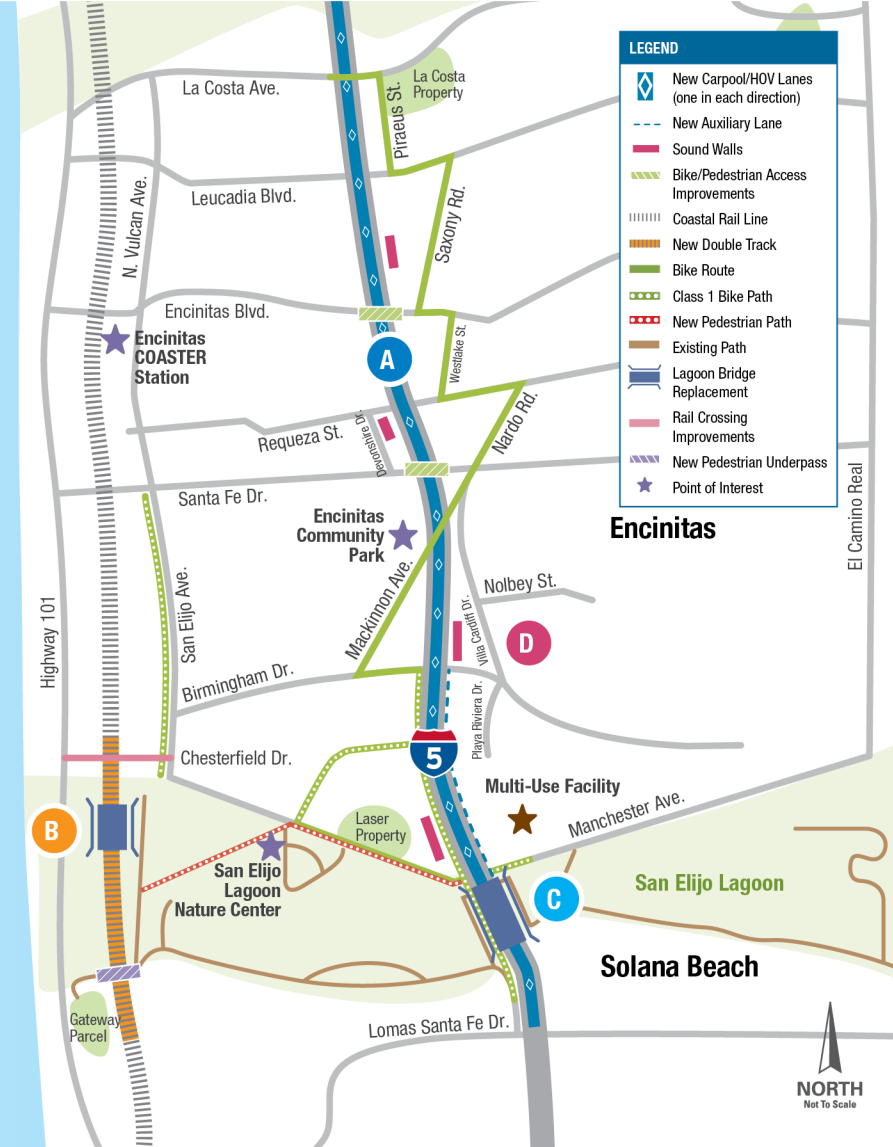 LEGEND
New Carpool/HOV Lanes
(one in each direction)
New Auxiliary Lane
Sound Walls
Bike/Pedestrian Access
Improvements
Coastal Rail Line
New Double Track
Bike Route
Class 1 Bike Path
New Pedestrian Path
Existing Path
Lagoon Bridge
Replacement
Rail Crossing
Improvements
New Pedestrian Underpass
Point of Interest
La Costa Ave.
La Costa
Property
Piraeus St.
Leucadia Blvd.
N. Vulcan Ave.
Saxony Rd.
Encinitas Blvd.
Encinitas
COASTER
Station
A
Westlake St.
Requeza St.
Devonshire Dr.
Nardo Rd.
Santa Fe Dr.
Encinitas
Community
Park
Encinitas
El Camino Real
Highway 101
San Elijo Ave.
Mackinnon Ave.
Nolbey St.
Villa Cardiff Dr.
D
Birmingham Dr.
Playa Riviera Dr.
Chesterfield Dr.
5
Multi-Use Facility
Manchester Ave.
B
Laser
Property
San Elijo
Lagoon
Nature Center
San Elijo Lagoon
C
Solana Beach
Gateway
Parcel
Lomas Santa Fe Dr.
NORTH
Not To Scale